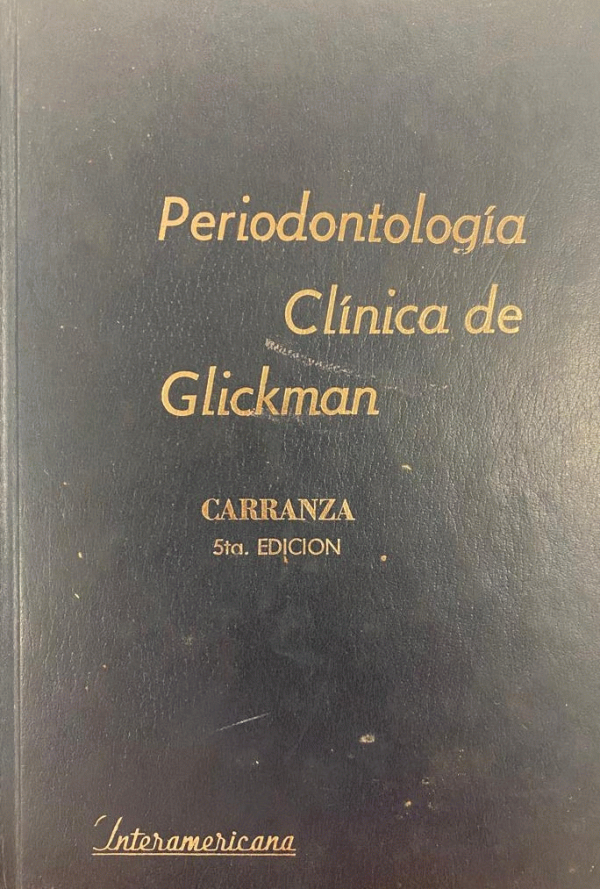 Periodontología
Clínica de
Glickman
CARRANZA
5ta. EDICION
Interamericana